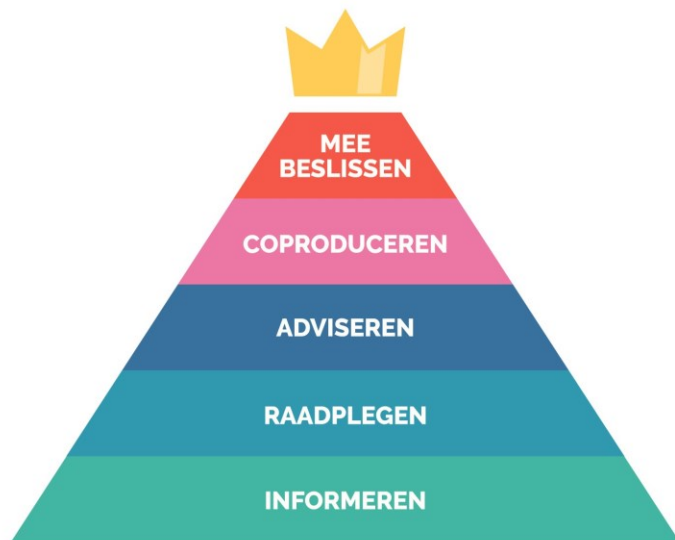 MEE
BESLISSEN
COPRODUCEREN
ADVISEREN
RAADPLEGEN
INFORMEREN